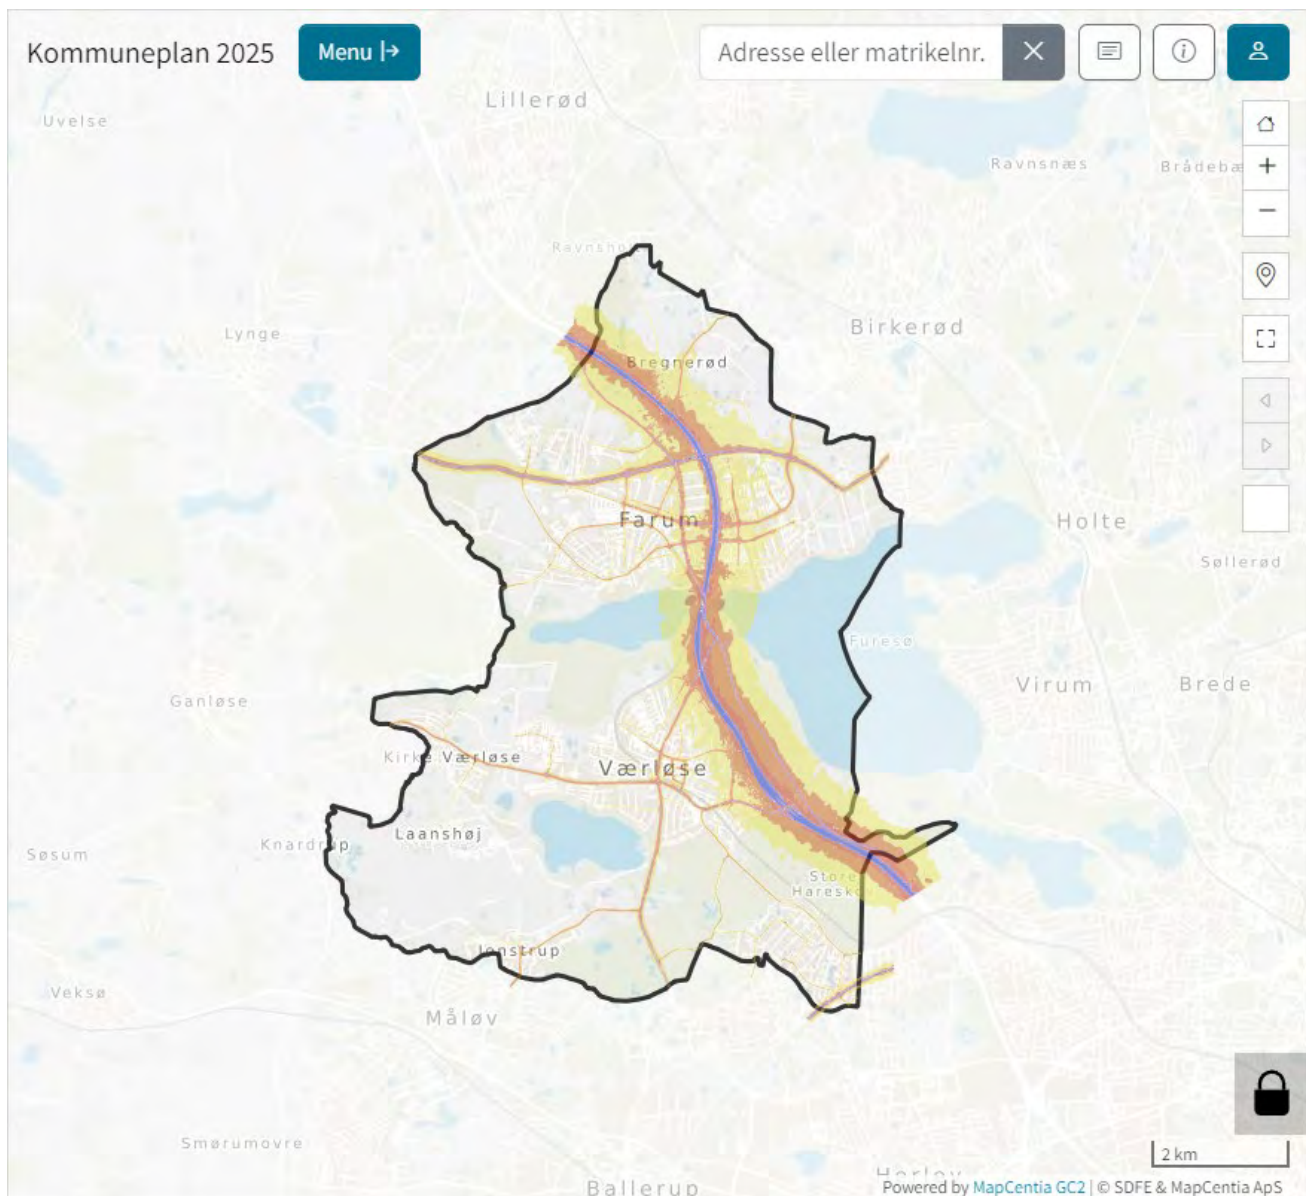 Kommuneplan 2025
Menu
Adresse eller matrikelnr.
Lillerød
Uvelse
Ravnsnæs
Brådebæ
Ravnsho
Lynge
Birkerød
Bregnerød
Farum
Holte
Søllerød
Furesø
Ganløse
Virum
Brede
Kirke Værløse
Værløse
Laanshøj
Knardrup
Søsum
Store
Haresko
Jonstrup
Veksø
Måløv
Smørumovre
2 km
Ballerup
Powered by MapCentia GC2 | © SDFE & MapCentia ApS